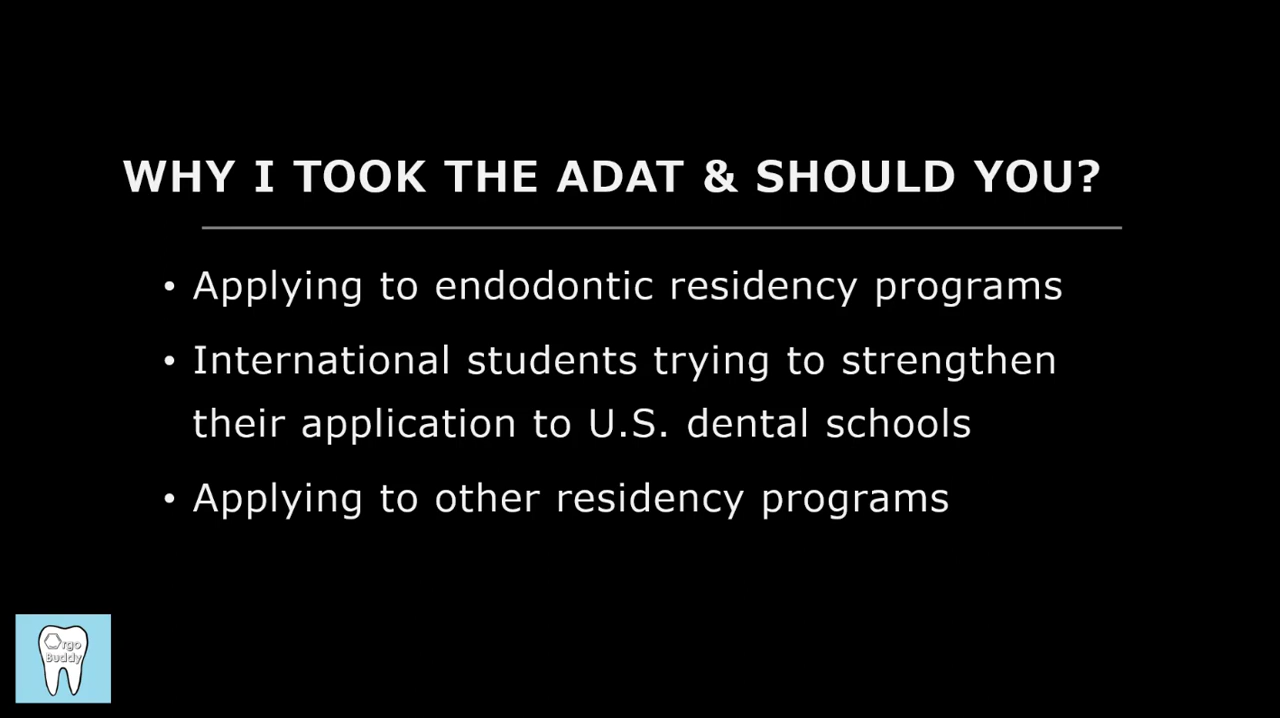 WHY I TOOK THE ADAT & SHOULD YOU?
• Applying to endodontic residency programs
• International students trying to strengthen
their application to U.S. dental schools
• Applying to other residency programs
Orgo
Buddy